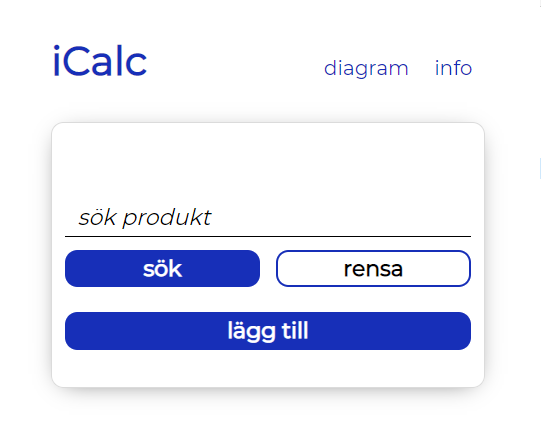 iCalc
diagram info
sök produkt
sök rensa
lägg till